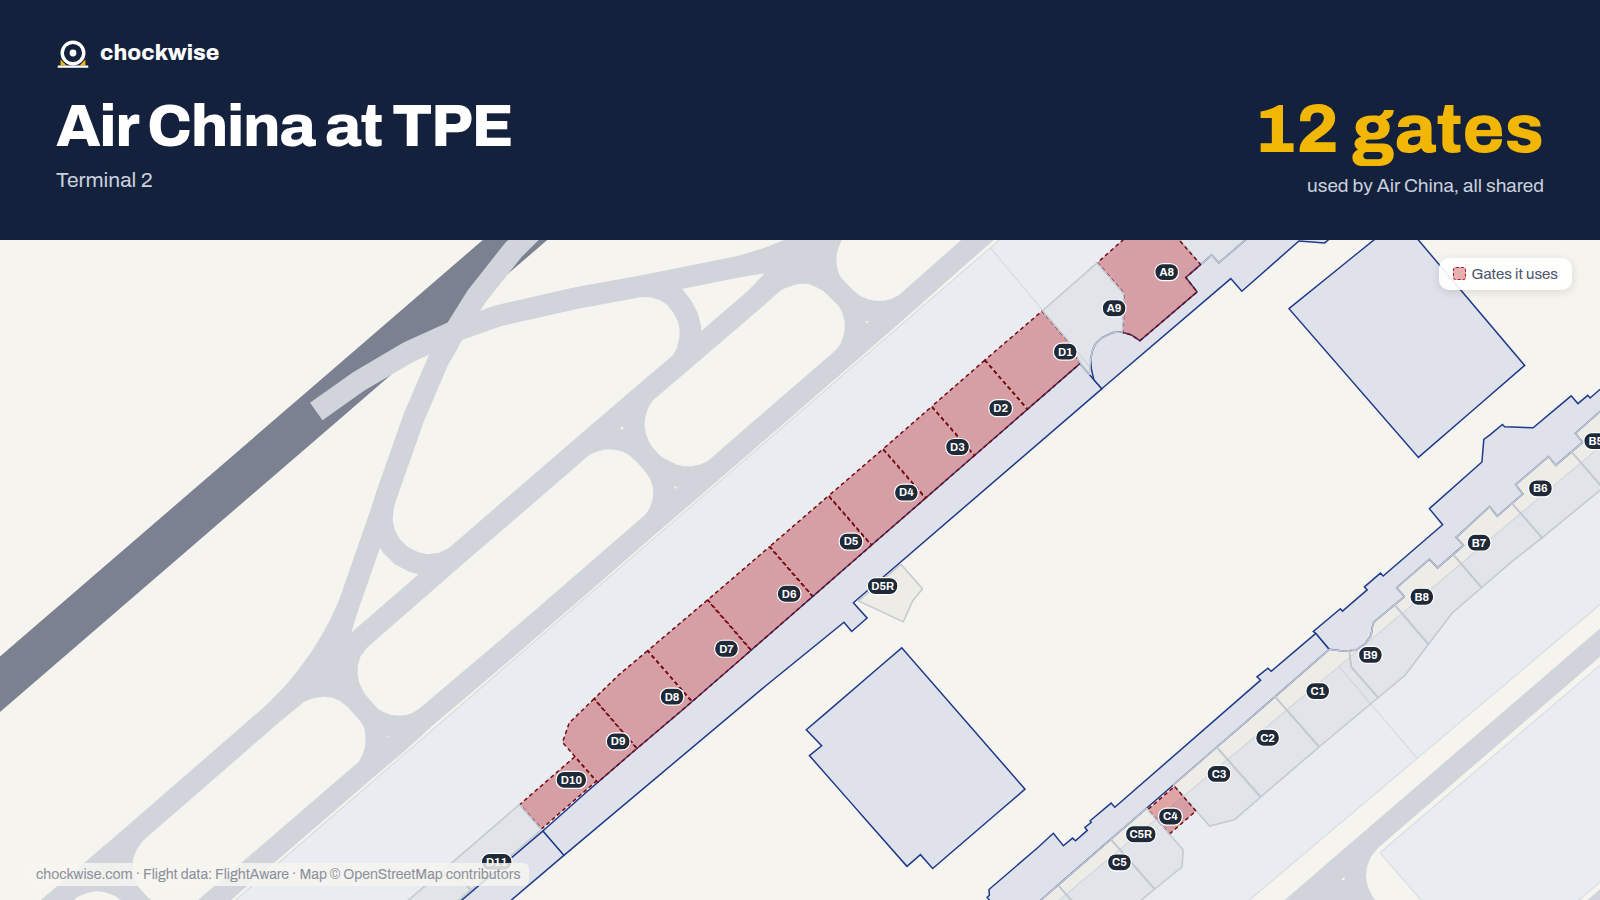 chockwise
Air China at TPE
Terminal 2
12 gates
used by Air China, all shared
Gates it uses
A8
A9
D1
D2
D3
D4
D5
D5R
D6
D7
D8
D9
D10
D11
B5
B6
B7
B8
B9
C1
C2
C3
C4
C5R
C5
chockwise.com · Flight data: FlightAware · Map © OpenStreetMap contributors